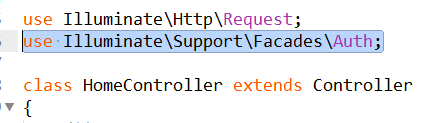 use Illuminate\Http\Request;
use Illuminate\Support\Facades\Auth;
class HomeController extends Controller
{